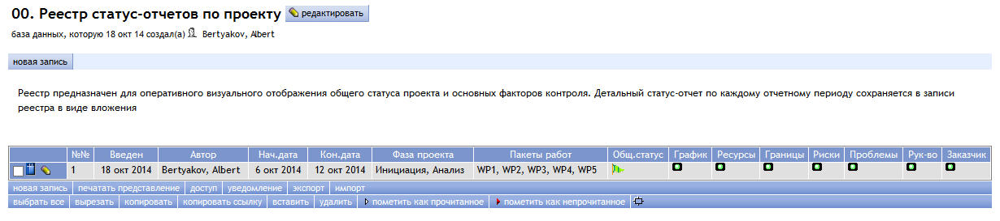 00. Реестр статус-отчетов по проекту редактировать
база данных, которую 18 окт 14 создал(а) Bertyakov, Albert
новая запись
Реестр предназначен для оперативного визуального отображения общего статуса проекта и основных факторов контроля. Детальный статус-отчет по каждому отчетному периоду сохраняется в записи
реестра в виде вложения
№№ Введен Автор Нач.дата Кон.дата Фаза проекта Пакеты работ Общ.статус График Ресурсы Границы Риски Проблемы Рук-во Заказчик
1 18 окт 2014 Bertyakov, Albert 6 окт 2014 12 окт 2014 Инициация, Анализ WP1, WP2, WP3, WP4, WP5
новая запись печатать представление доступ уведомление экспорт импорт
выбрать все вырезать копировать копировать ссылку вставить удалить пометить как прочитанное пометить как непрочитанное